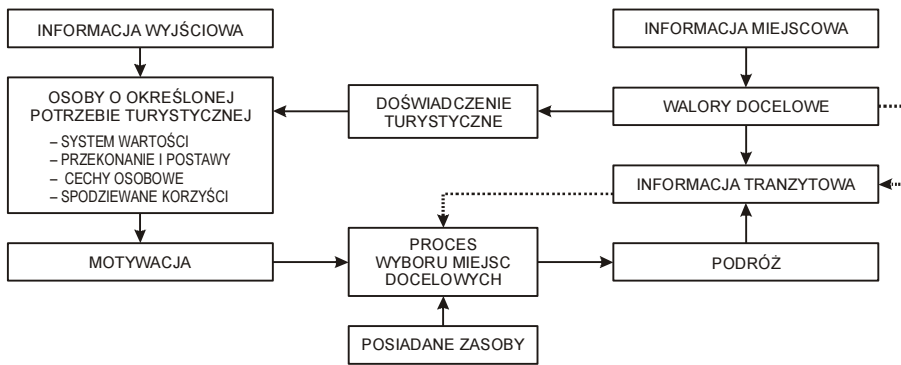 INFORMACJA WYJŚCIOWA
INFORMACJA MIEJSCOWA
OSOBY O OKREŚLONEJ
POTRZEBIE TURYSTYCZNEJ
– SYSTEM WARTOŚCI
– PRZEKONANIE I POSTAWY
– CECHY OSOBOWE
– SPODZIEWANE KORZYŚCI
DOŚWIADCZENIE
TURYSTYCZNE
WALORY DOCELOWE
INFORMACJA TRANZYTOWA
MOTYWACJA
PROCES
WYBORU MIEJSC
DOCELOWYCH
PODRÓŻ
POSIADANE ZASOBY